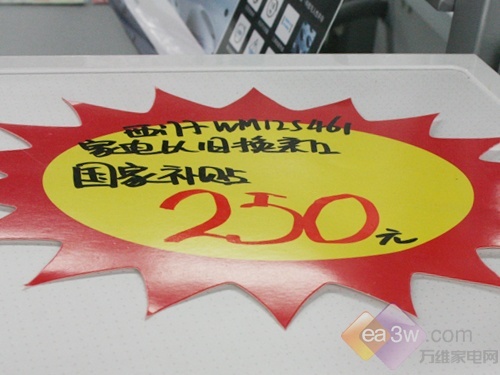 西门子WM12S461
家电以旧换新
国家补贴
250元
ea3w.com
万维家电网